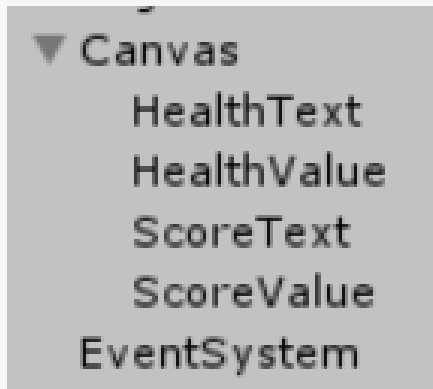 Canvas
HealthText
HealthValue
ScoreText
ScoreValue
EventSystem